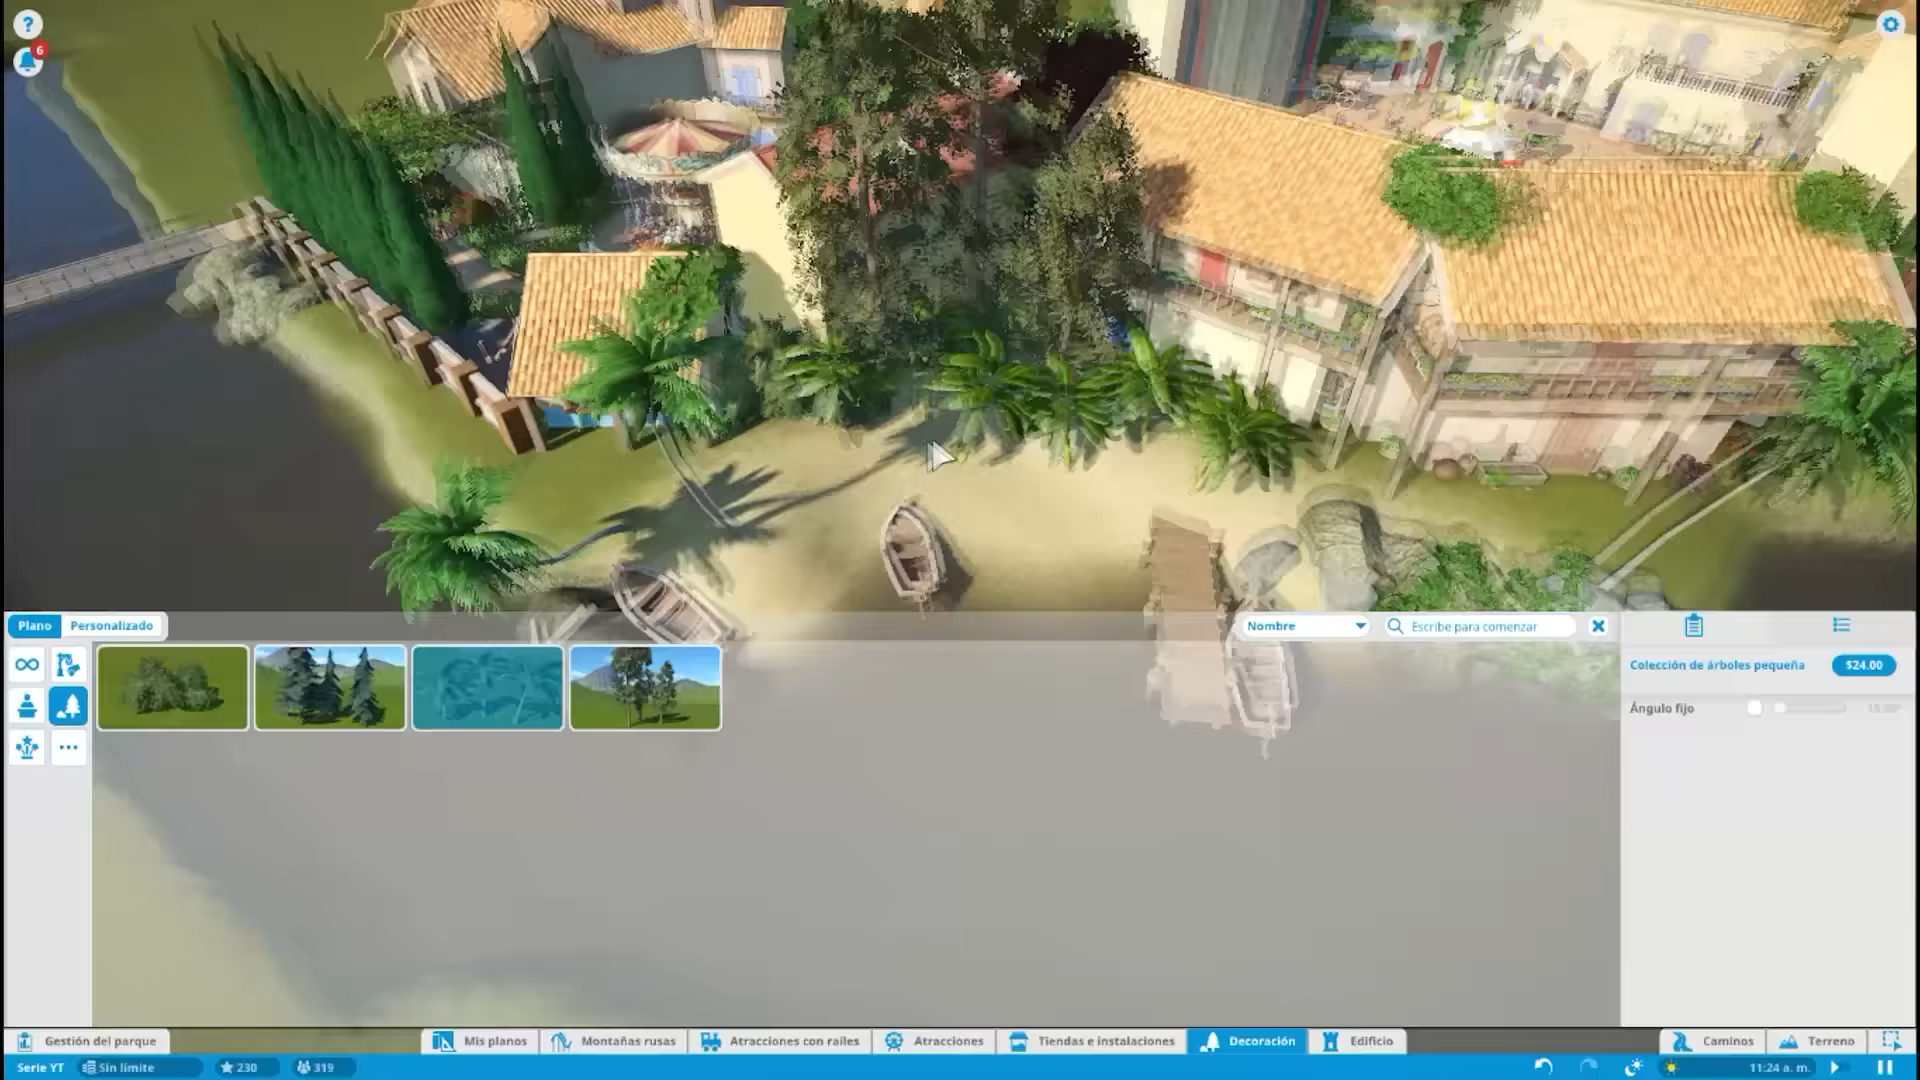 ?
6
Plano
Personalizado
Nombre
Escribe para comenzar
Colección de árboles pequeña
$24.00
Ángulo fijo
Gestión del parque
Mis planos
Montañas rusas
Atracciones con raíles
Atracciones
Tiendas e instalaciones
Decoración
Edificio
Caminos
Terreno
Serie YT
Sin límite
230
319
11:24 a. m.